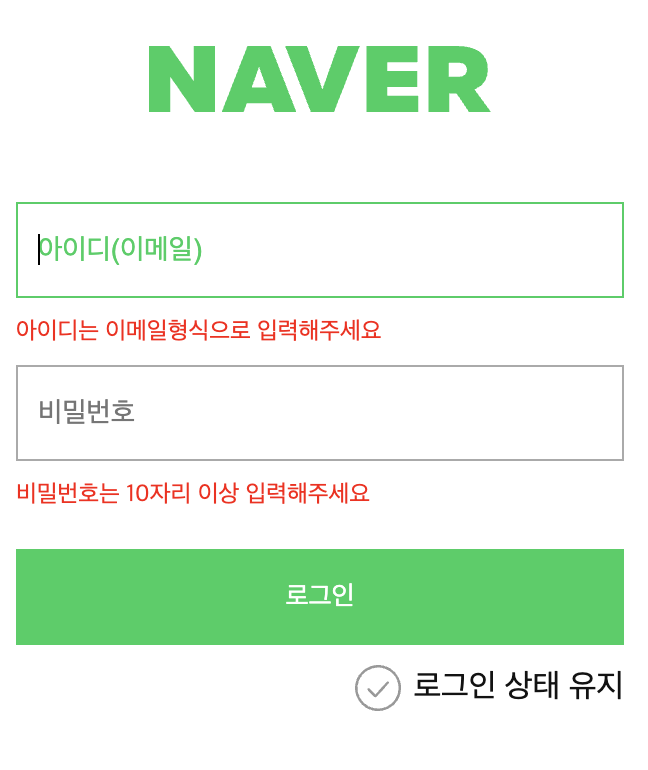 NAVER
아이디(이메일)
아이디는 이메일형식으로 입력해주세요
비밀번호
비밀번호는 10자리 이상 입력해주세요
로그인
로그인 상태 유지